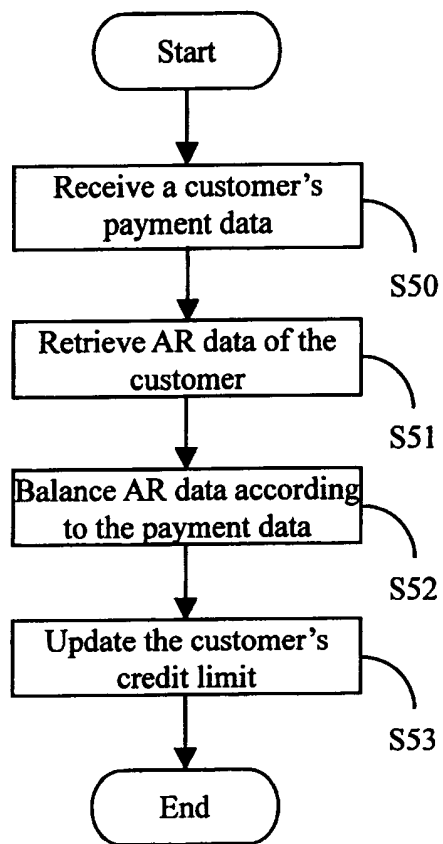 Start
Receive a customer's
payment data
S50
Retrieve AR data of the
customer
S51
Balance AR data according
to the payment data
S52
Update the customer's
credit limit
S53
End